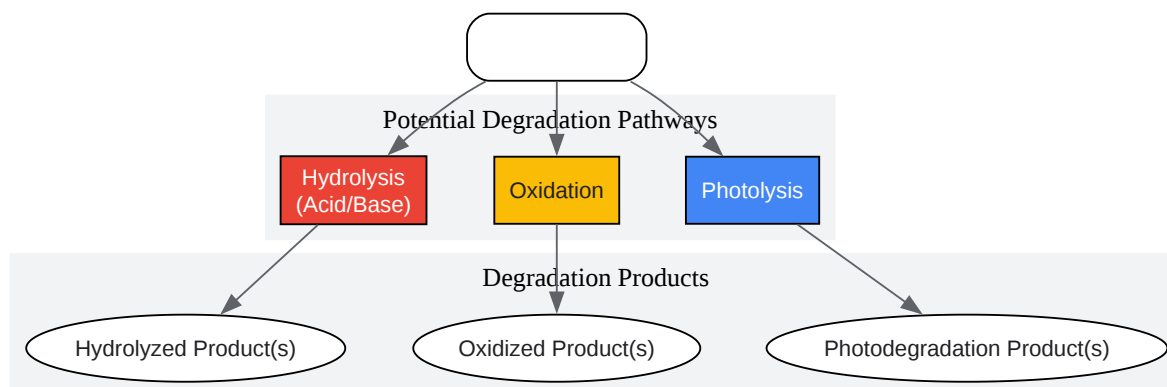 Potential Degradation Pathways
Hydrolysis
(Acid/Base)
Oxidation
Photolysis
Degradation Products
Hydrolyzed Product(s)
Oxidized Product(s)
Photodegradation Product(s)